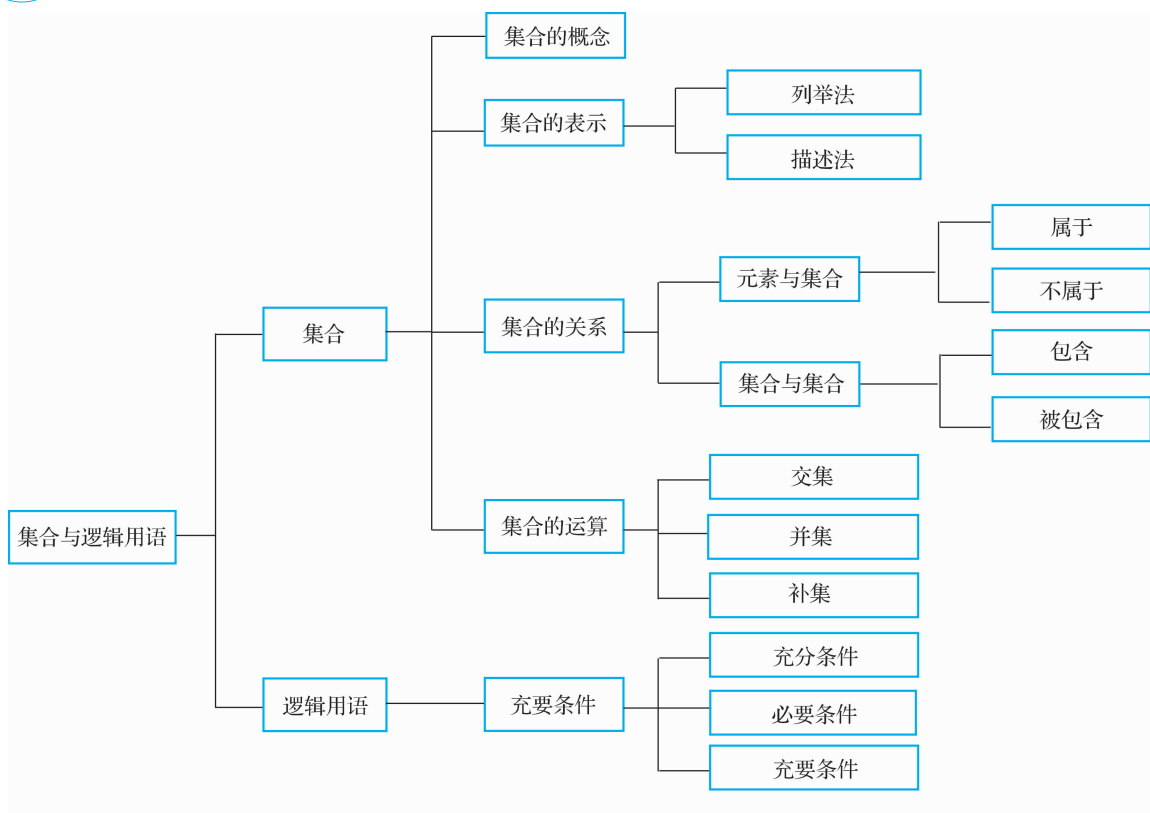 集合的概念
列举法
集合的表示
描述法
属于
元素与集合
不属于
集合的关系
集合
包含
集合与集合
被包含
交集
集合的运算
并集
集合与逻辑用语
补集
充分条件
逻辑用语
充要条件
必要条件
充要条件